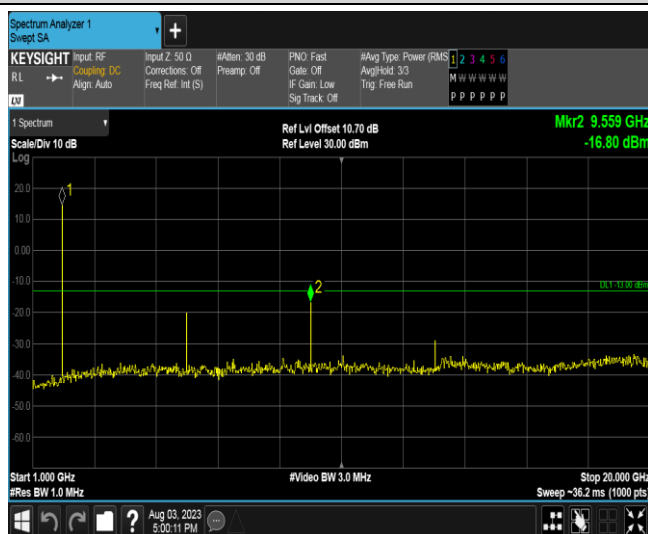 Spectrum Analyzer 1
Swept SA
+
KEYSIGHT
RL
LXI
Input: RF
Coupling: DC
Align: Auto
Input Z: 50 Ω
Corrections: Off
Freq Ref: Int (S)
#Atten: 30 dB
Preamp: Off
PNO: Fast
Gate: Off
IF Gain: Low
Sig Track: Off
#Avg Type: Power (RMS
Avg|Hold: 3/3
Trig: Free Run
1 2 3 4 5 6
M W W W W W
P P P P P P
1 Spectrum
Scale/Div 10 dB
Ref Lvl Offset 10.70 dB
Ref Level 30.00 dBm
Mkr2 9.559 GHz
-16.80 dBm
Log
20.0
10.0
0.00
-10.0
-20.0
-30.0
-40.0
-50.0
-60.0
1
2
DL1 -13.00 dBm
Start 1.000 GHz
#Res BW 1.0 MHz
#Video BW 3.0 MHz
Stop 20.000 GHz
Sweep ~36.2 ms (1000 pts)
?
Aug 03, 2023
5:00:11 PM